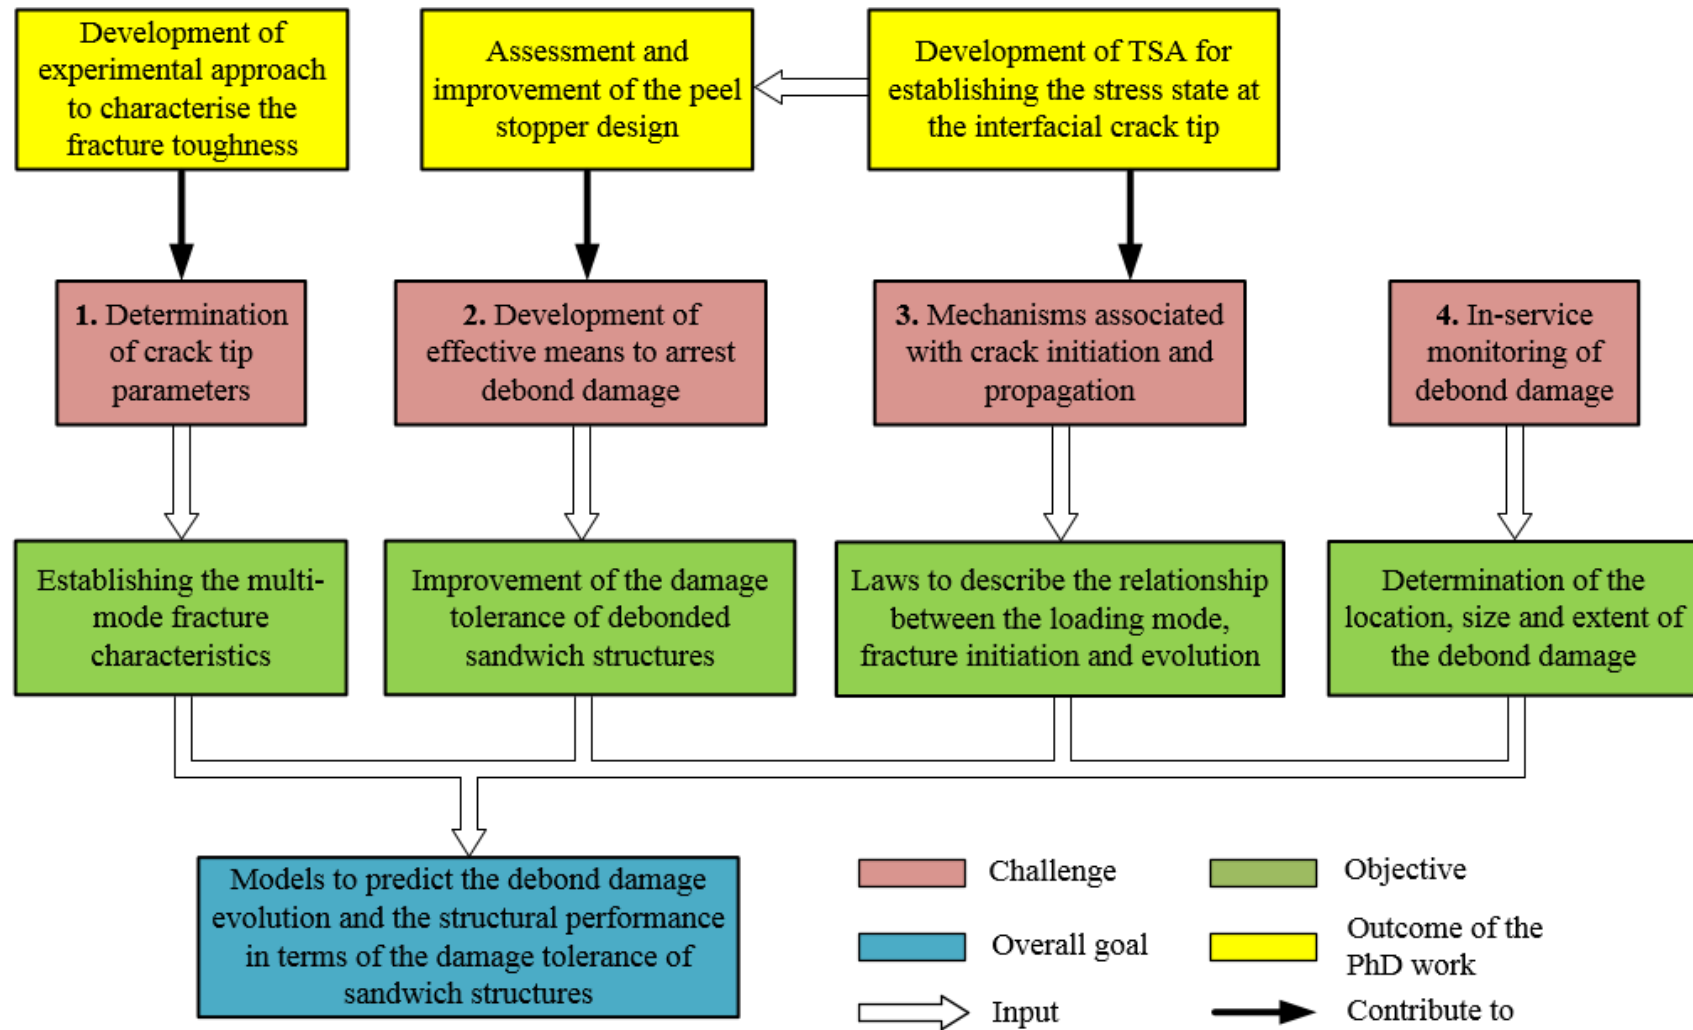 Development of
experimental approach
to characterise the
fracture toughness
Assessment and
improvement of the peel
stopper design
Development of TSA for
establishing the stress state at
the interfacial crack tip
1. Determination
of crack tip
parameters
2. Development of
effective means to arrest
debond damage
3. Mechanisms associated
with crack initiation and
propagation
4. In-service
monitoring of
debond damage
Establishing the multi-
mode fracture
characteristics
Improvement of the damage
tolerance of debonded
sandwich structures
Laws to describe the relationship
between the loading mode,
fracture initiation and evolution
Determination of the
location, size and extent of
the debond damage
Models to predict the debond damage
evolution and the structural performance
in terms of the damage tolerance of
sandwich structures
Challenge
Objective
Overall goal
Outcome of the
PhD work
Input
Contribute to